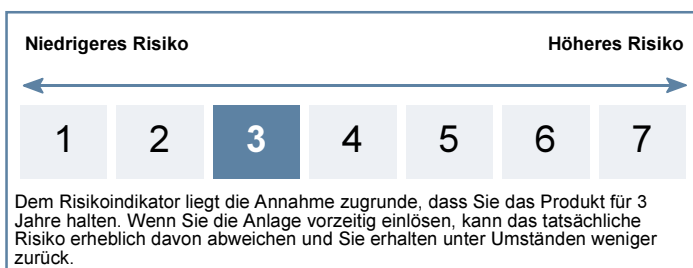 Niedrigeres Risiko Höheres Risiko
1 2 3 4 5 6 7
Dem Risikoindikator liegt die Annahme zugrunde, dass Sie das Produkt für 3
Jahre halten. Wenn Sie die Anlage vorzeitig einlösen, kann das tatsächliche
Risiko erheblich davon abweichen und Sie erhalten unter Umständen weniger
zurück.